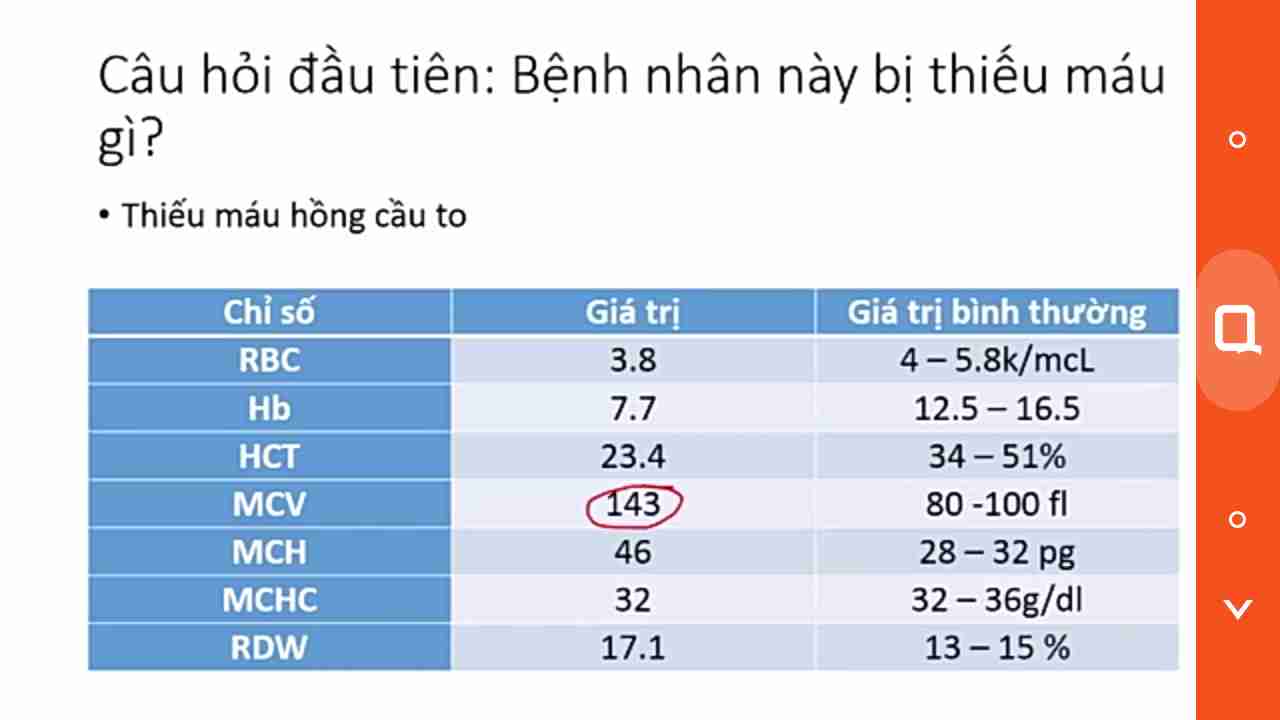 Câu hỏi đầu tiên: Bệnh nhân này bị thiếu máu
gì?
• Thiếu máu hồng cầu to
Chỉ số Giá trị Giá trị bình thường
RBC 3.8 4 – 5.8k/mcL
Hb 7.7 12.5 – 16.5
HCT 23.4 34 – 51%
MCV 143 80 -100 fl
MCH 46 28 – 32 pg
MCHC 32 32 – 36g/dl
RDW 17.1 13 – 15 %